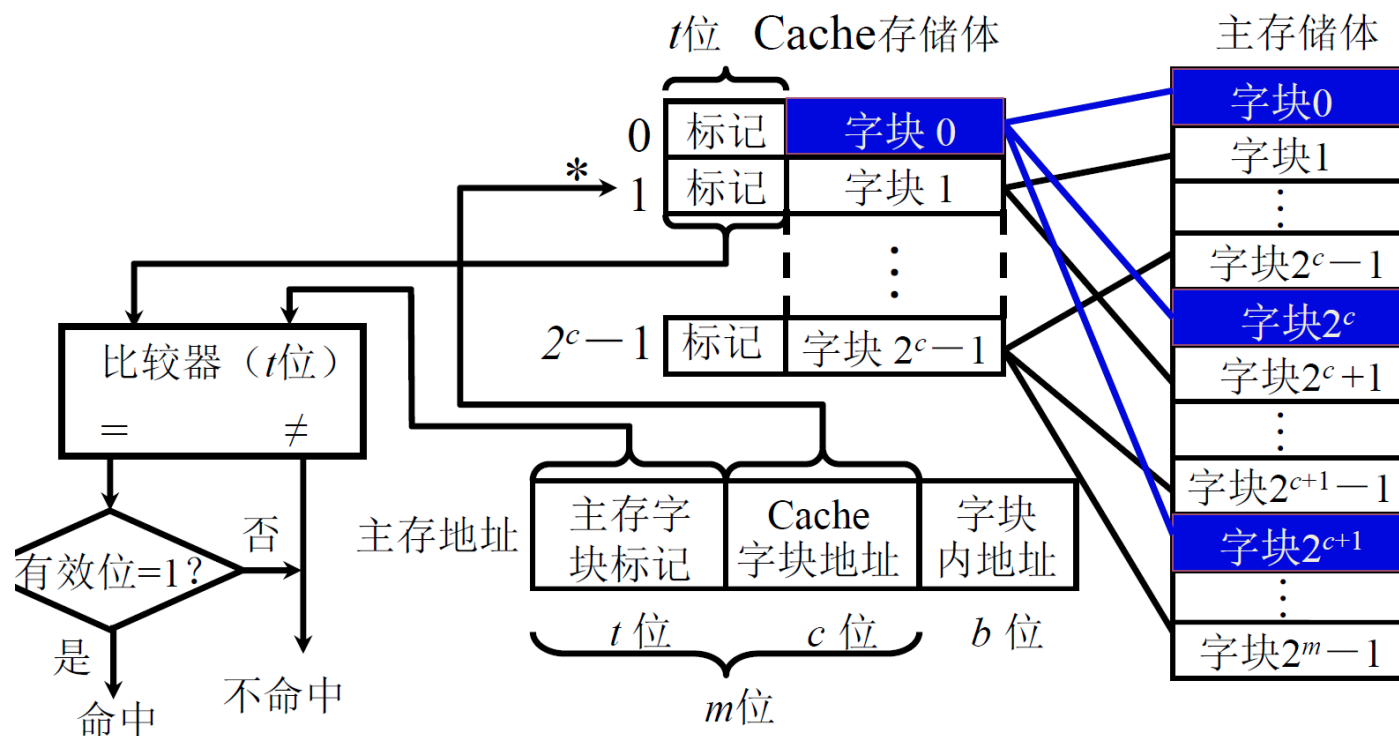 t位 Cache存储体
主存储体
0 标记 字块 0
* 1 标记 字块 1
⋮
2ᶜ－1 标记 字块 2ᶜ－1
字块0
字块1
⋮
字块2ᶜ－1
字块2ᶜ
字块2ᶜ+1
⋮
字块2ᶜ⁺¹－1
字块2ᶜ⁺¹
⋮
字块2ᵐ－1
比较器（t位）
= ≠
有效位=1？
否
是
命中
不命中
主存地址
主存字
块标记
Cache
字块地址
字块
内地址
t 位 c 位 b 位
m位